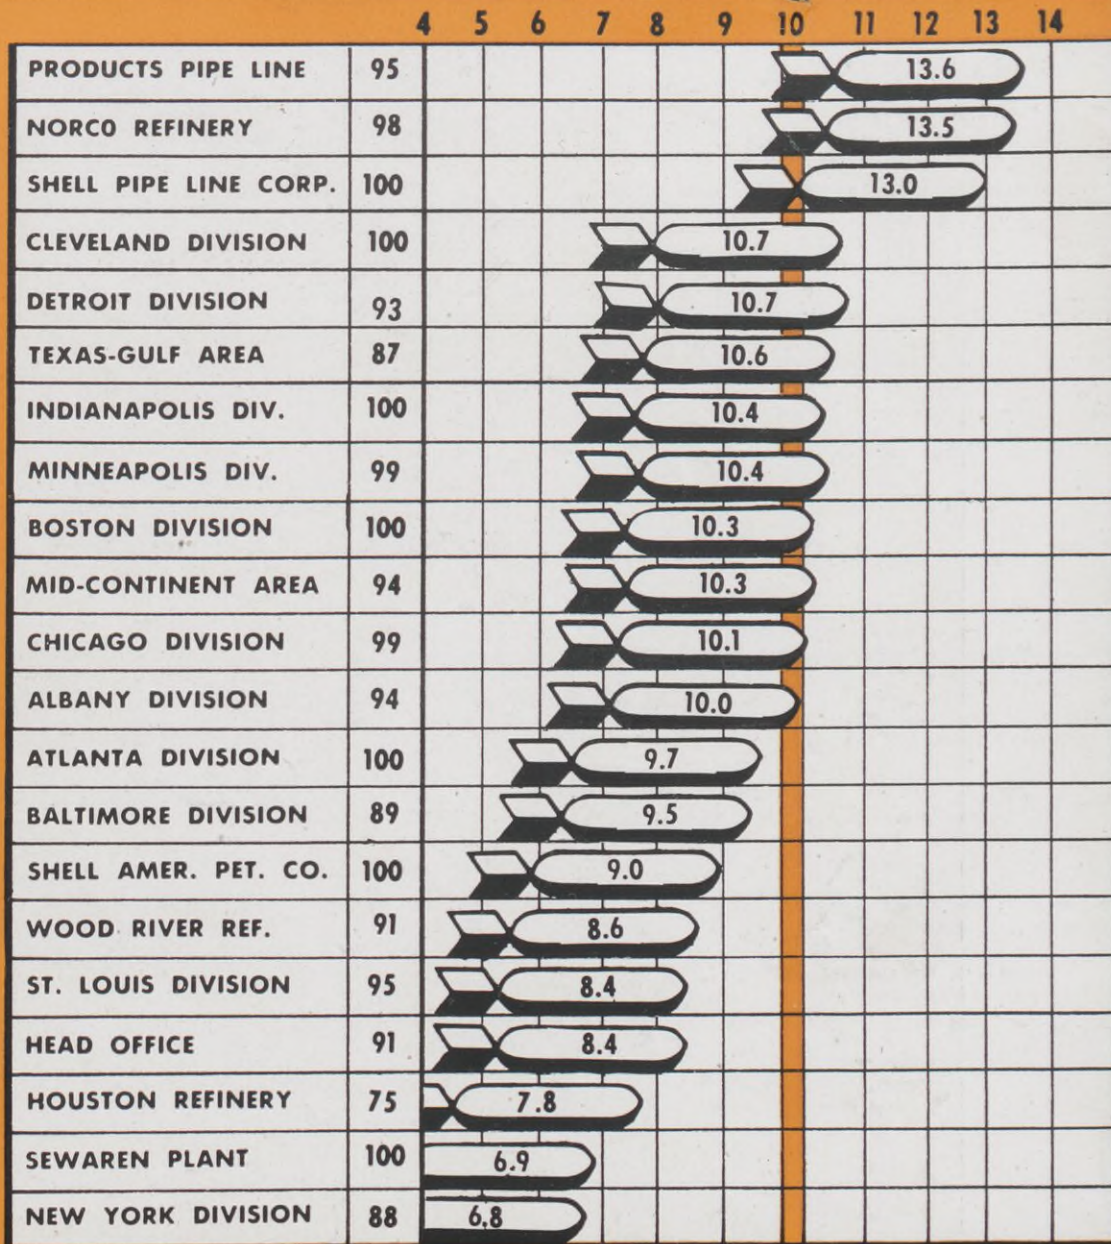 4 5 6 7 8 9 10 11 12 13 14
PRODUCTS PIPE LINE 95 13.6
NORCO REFINERY 98 13.5
SHELL PIPE LINE CORP. 100 13.0
CLEVELAND DIVISION 100 10.7
DETROIT DIVISION 93 10.7
TEXAS-GULF AREA 87 10.6
INDIANAPOLIS DIV. 100 10.4
MINNEAPOLIS DIV. 99 10.4
BOSTON DIVISION 100 10.3
MID-CONTINENT AREA 94 10.3
CHICAGO DIVISION 99 10.1
ALBANY DIVISION 94 10.0
ATLANTA DIVISION 100 9.7
BALTIMORE DIVISION 89 9.5
SHELL AMER. PET. CO. 100 9.0
WOOD RIVER REF. 91 8.6
ST. LOUIS DIVISION 95 8.4
HEAD OFFICE 91 8.4
HOUSTON REFINERY 75 7.8
SEWAREN PLANT 100 6.9
NEW YORK DIVISION 88 6.8